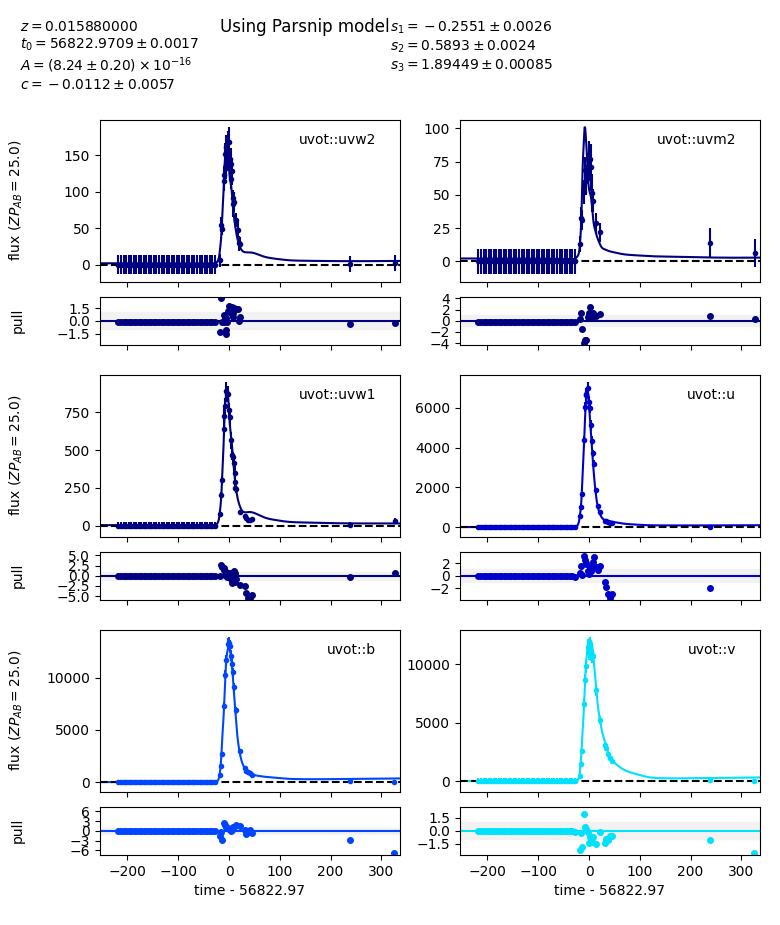 Using Parsnip model
z = 0.015880000
t₀ = 56822.9709 ± 0.0017
A = (8.24 ± 0.20) × 10⁻¹⁶
c = −0.0112 ± 0.0057
s₁ = −0.2551 ± 0.0026
s₂ = 0.5893 ± 0.0024
s₃ = 1.89449 ± 0.00085
flux (ZP_AB = 25.0)
150
100
50
0
uvot::uvw2
100
75
50
25
0
uvot::uvm2
pull
1.5
0.0
−1.5
4
2
0
−2
−4
flux (ZP_AB = 25.0)
750
500
250
0
uvot::uvw1
6000
4000
2000
0
uvot::u
pull
5.0
2.5
0.0
−2.5
−5.0
2
0
−2
flux (ZP_AB = 25.0)
10000
5000
0
uvot::b
10000
5000
0
uvot::v
pull
6
3
0
−3
−6
1.5
0.0
−1.5
−200 −100 0 100 200 300
−200 −100 0 100 200 300
time - 56822.97
time - 56822.97